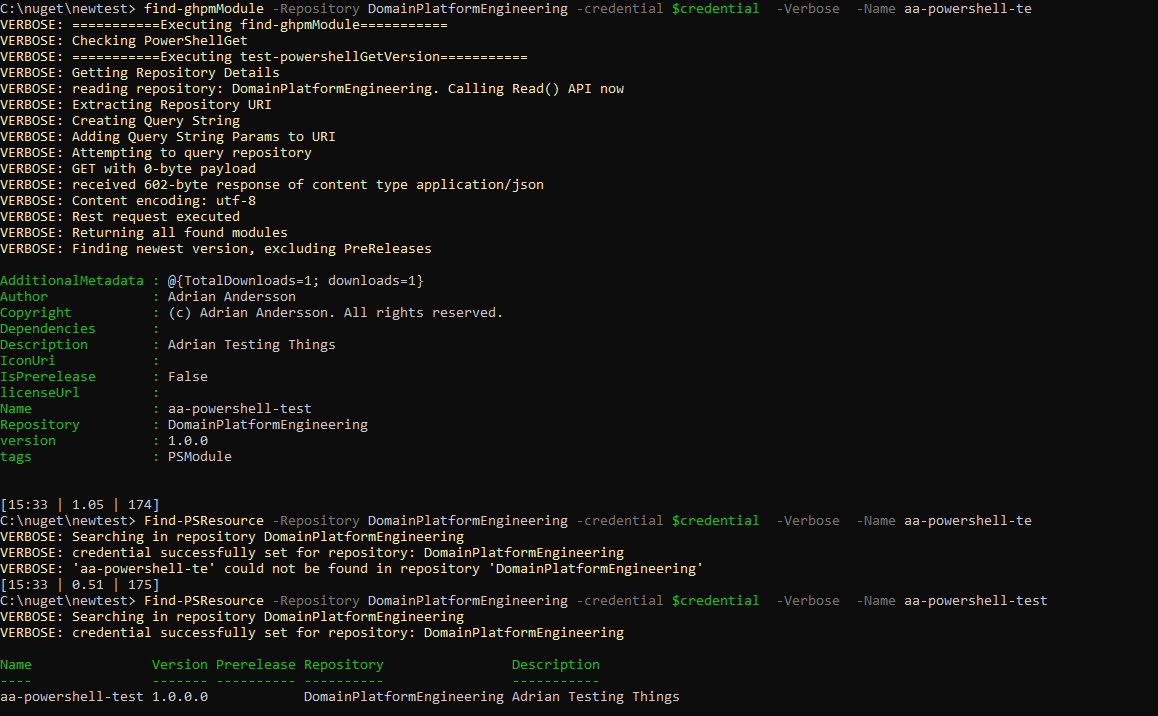 C:\nuget\newtest> find-ghpmModule -Repository DomainPlatformEngineering -credential $credential  -Verbose  -Name aa-powershell-te
VERBOSE: ===========Executing find-ghpmModule===========
VERBOSE: Checking PowerShellGet
VERBOSE: ===========Executing test-powershellGetVersion===========
VERBOSE: Getting Repository Details
VERBOSE: reading repository: DomainPlatformEngineering. Calling Read() API now
VERBOSE: Extracting Repository URI
VERBOSE: Creating Query String
VERBOSE: Adding Query String Params to URI
VERBOSE: Attempting to query repository
VERBOSE: GET with 0-byte payload
VERBOSE: received 602-byte response of content type application/json
VERBOSE: Content encoding: utf-8
VERBOSE: Rest request executed
VERBOSE: Returning all found modules
VERBOSE: Finding newest version, excluding PreReleases
AdditionalMetadata : @{TotalDownloads=1; downloads=1}
Author             : Adrian Andersson
Copyright          : (c) Adrian Andersson. All rights reserved.
Dependencies       :
Description        : Adrian Testing Things
IconUri            :
IsPrerelease       : False
licenseUrl         :
Name               : aa-powershell-test
Repository         : DomainPlatformEngineering
version            : 1.0.0
tags               : PSModule
[15:33 | 1.05 | 174]
C:\nuget\newtest> Find-PSResource -Repository DomainPlatformEngineering -credential $credential  -Verbose  -Name aa-powershell-te
VERBOSE: Searching in repository DomainPlatformEngineering
VERBOSE: credential successfully set for repository: DomainPlatformEngineering
VERBOSE: 'aa-powershell-te' could not be found in repository 'DomainPlatformEngineering'
[15:33 | 0.51 | 175]
C:\nuget\newtest> Find-PSResource -Repository DomainPlatformEngineering -credential $credential  -Verbose  -Name aa-powershell-test
VERBOSE: Searching in repository DomainPlatformEngineering
VERBOSE: credential successfully set for repository: DomainPlatformEngineering
Name               Version Prerelease Repository                Description
----               ------- ---------- ----------                -----------
aa-powershell-test 1.0.0.0            DomainPlatformEngineering Adrian Testing Things